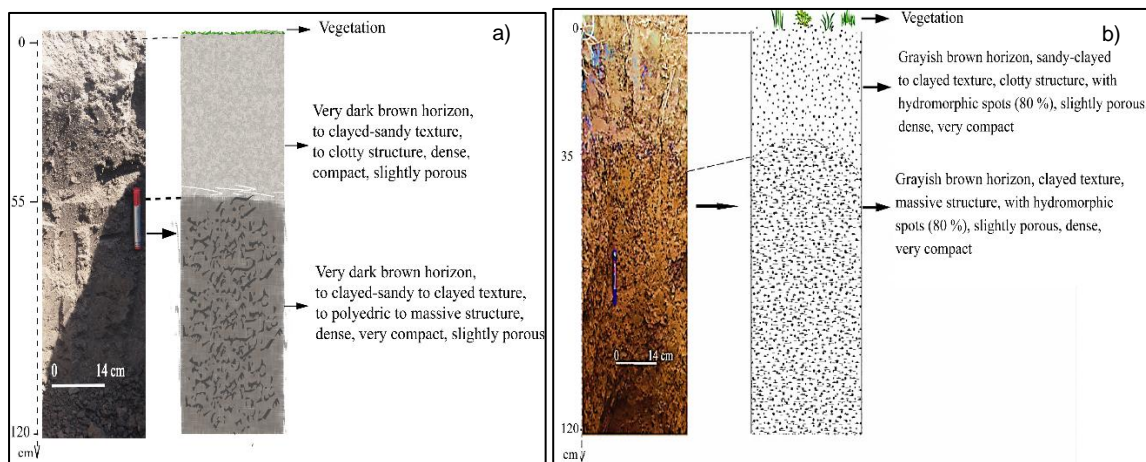 a)
0
55
120
cm
0 14 cm
Vegetation
Very dark brown horizon,
to clayed-sandy texture,
to clotty structure, dense,
compact, slightly porous
Very dark brown horizon,
to clayed-sandy to clayed texture,
to polyedric to massive structure,
dense, very compact, slightly porous
b)
0
35
120
cm
0 14 cm
Vegetation
Grayish brown horizon, sandy-clayed
to clayed texture, clotty structure, with
hydromorphic spots (80 %), slightly porous
dense, very compact
Grayish brown horizon, clayed texture,
massive structure, with hydromorphic
spots (80 %), slightly porous, dense,
very compact